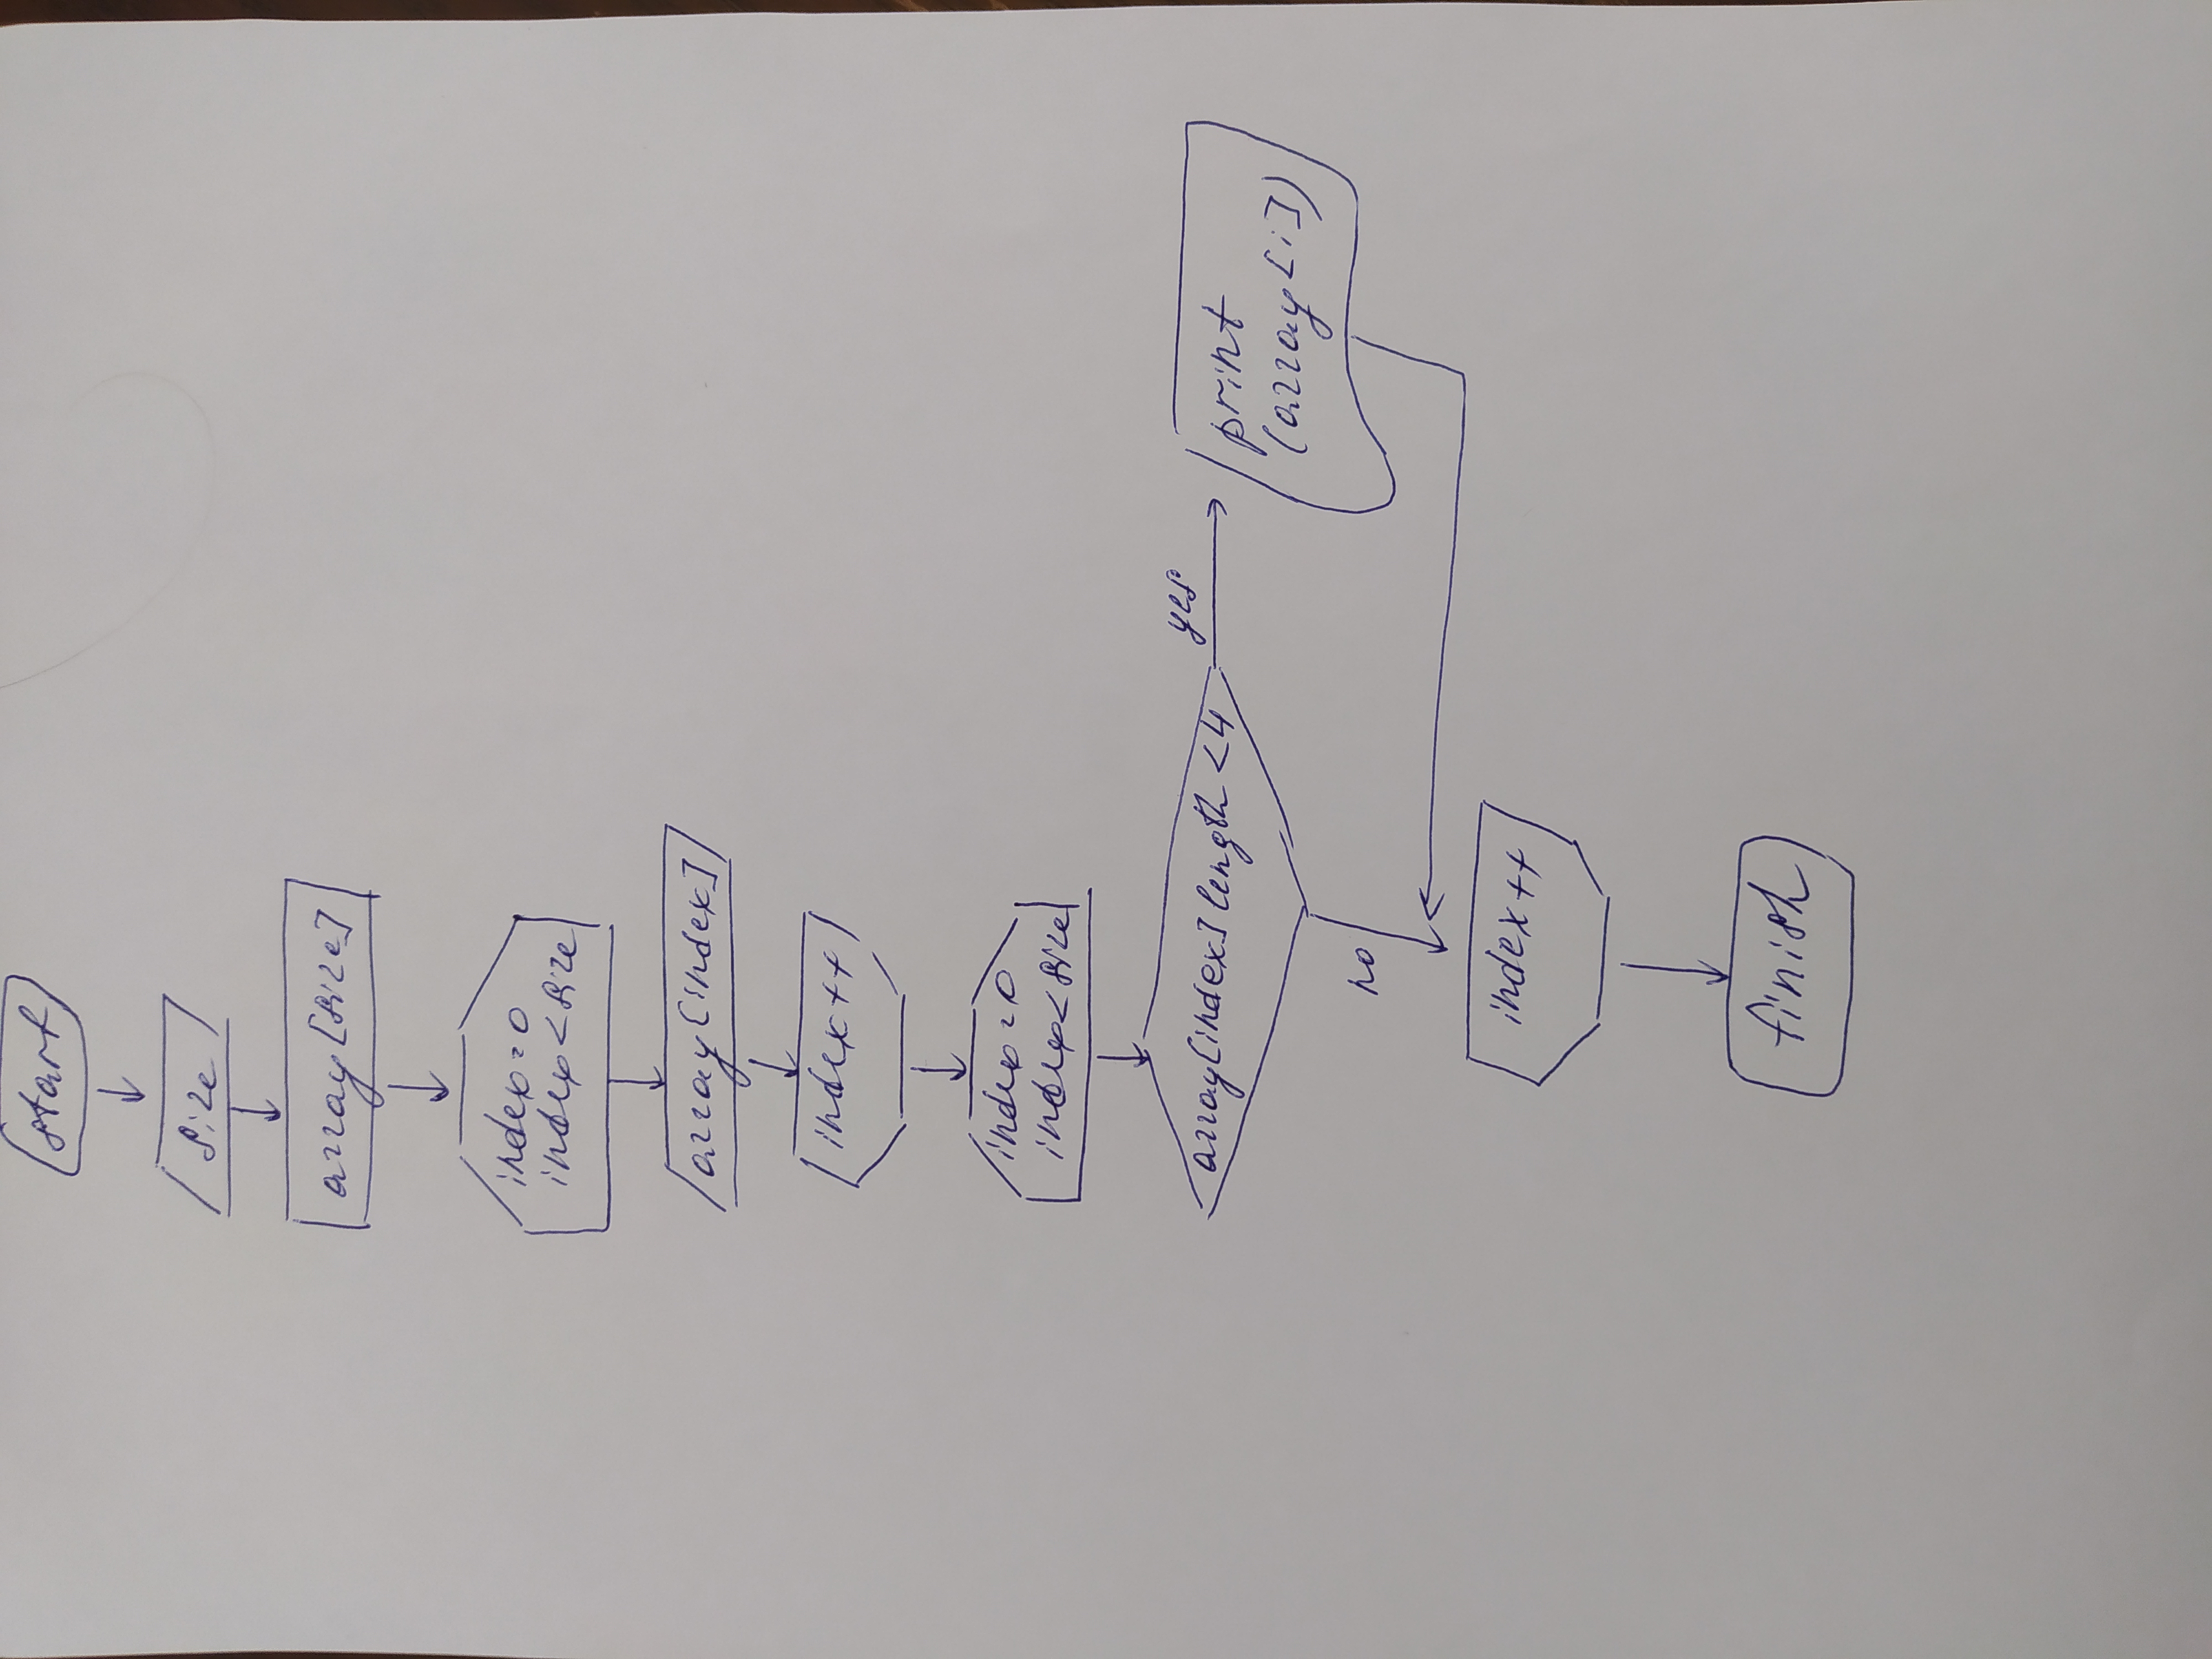 start
size
array[size]
index=0
index<size
array[index]
index++
index=0
index<size
array[index] length <4
yes
print
(array[i])
no
index++
finish